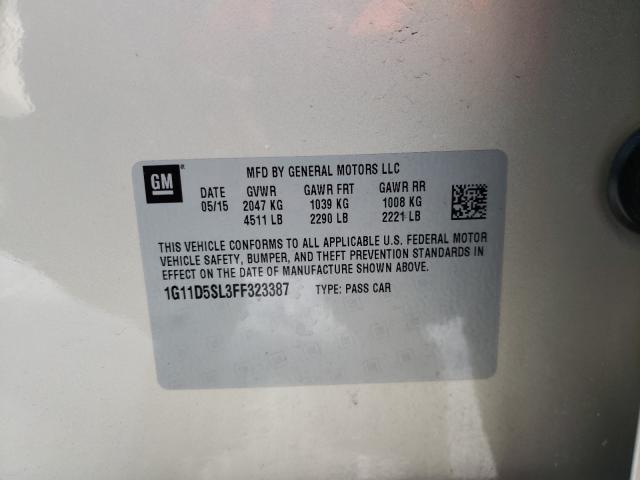 GM
MFD BY GENERAL MOTORS LLC
DATE GVWR GAWR FRT GAWR RR
05/15 2047 KG 1039 KG 1008 KG
4511 LB 2290 LB 2221 LB
THIS VEHICLE CONFORMS TO ALL APPLICABLE U.S. FEDERAL MOTOR
VEHICLE SAFETY, BUMPER, AND THEFT PREVENTION STANDARDS IN
EFFECT ON THE DATE OF MANUFACTURE SHOWN ABOVE.
1G11D5SL3FF323387 TYPE: PASS CAR